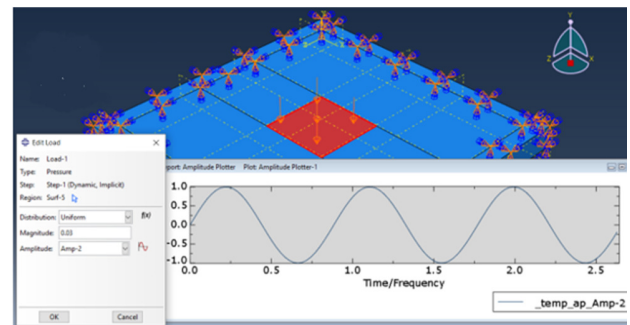 Y
Z
X
Edit Load
Name: Load-1
Type: Pressure
Step: Step-1 (Dynamic, Implicit)
Region: Surf-5
Distribution: Uniform f(x)
Magnitude: 0.03
Amplitude: Amp-2
OK Cancel
port: Amplitude Plotter Plot: Amplitude Plotter-1
1.0
0.5
0.0
-0.5
-1.0
0.0 0.5 1.0 1.5 2.0 2.5
Time/Frequency
_temp_ap_Amp-2